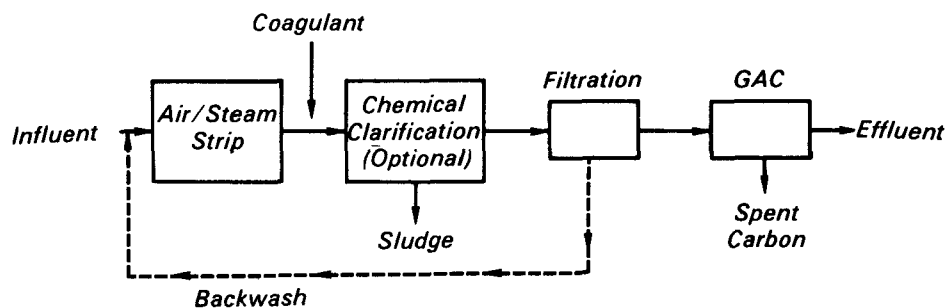 Coagulant
Filtration
GAC
Influent
Air/Steam
Strip
Chemical
Clarification
(Optional)
Effluent
Sludge
Spent
Carbon
Backwash